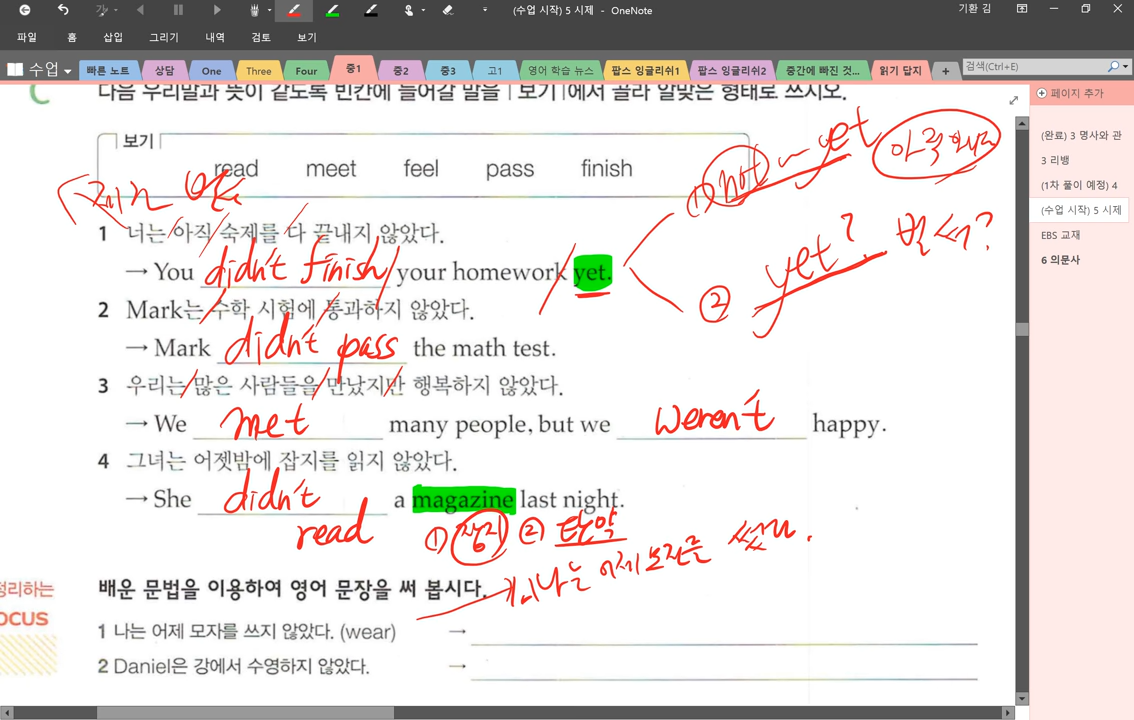 (수업 시작) 5 시제 - OneNote
기환 김
파일 홈 삽입 그리기 내역 검토 보기
수업 빠른 노트 상담 One Three Four 중1 중2 중3 고1 영어 학습 뉴스 팝스 잉글리쉬1 팝스 잉글리쉬2 중간에 빠진 것... 읽기 답지 + 검색(Ctrl+E)
페이지 추가
(완료) 3 명사와 관
3 리뱅
(1차 풀이 예정) 4
(수업 시작) 5 시제
EBS 교재
6 의문사
C 다음 우리말과 뜻이 같도록 빈칸에 들어갈 말을 |보기|에서 골라 알맞은 형태로 쓰시오.
보기
read meet feel pass finish
① not ~ yet
② yet? 벌써?
1 너는 아직 숙제를 다 끝내지 않았다.
→ You didn't finish your homework yet.
2 Mark는 수학 시험에 통과하지 않았다.
→ Mark didn't pass the math test.
3 우리는 많은 사람들을 만났지만 행복하지 않았다.
→ We met many people, but we weren't happy.
4 그녀는 어젯밤에 잡지를 읽지 않았다.
→ She didn't read a magazine last night.
① 잡지 ② 탄약
정리하는
OCUS
배운 문법을 이용하여 영어 문장을 써 봅시다.
나는 어제 모자를 썼다.
1 나는 어제 모자를 쓰지 않았다. (wear) →
2 Daniel은 강에서 수영하지 않았다. →